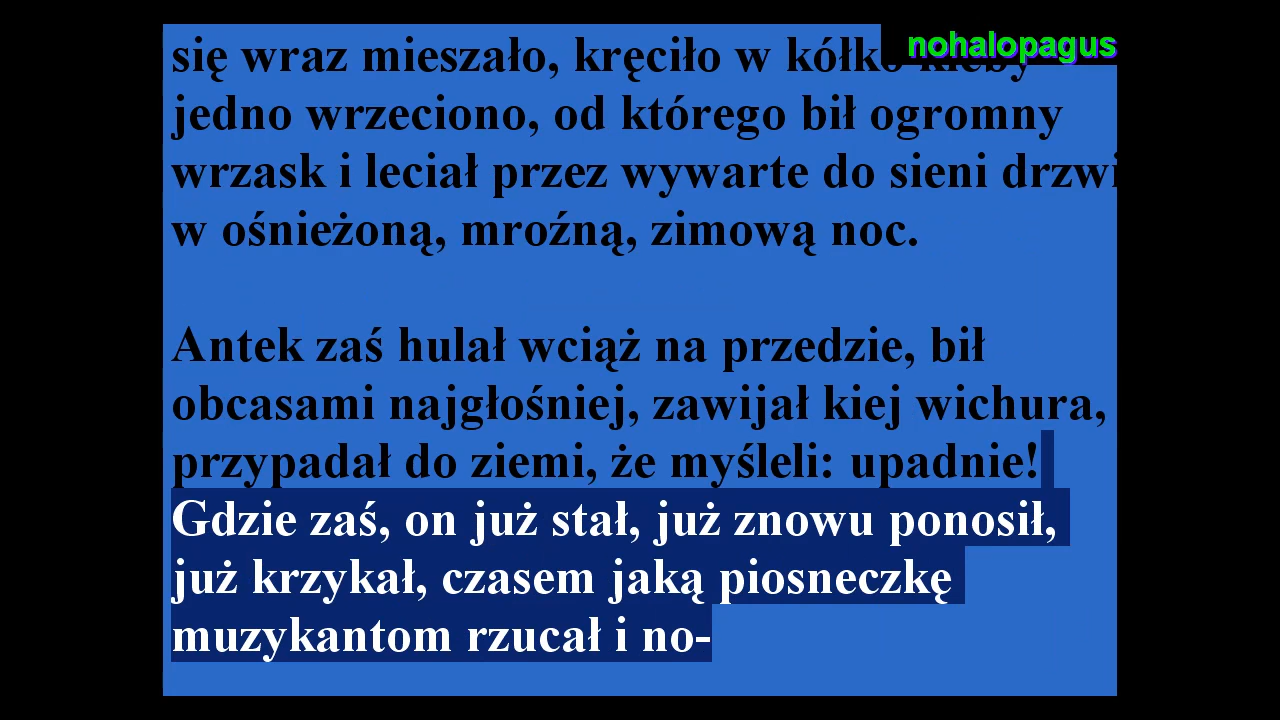 nohalopagus
się wraz mieszało, kręciło w kółko kieby
jedno wrzeciono, od którego bił ogromny
wrzask i leciał przez wywarte do sieni drzwi
w ośnieżoną, mroźną, zimową noc.
Antek zaś hulał wciąż na przedzie, bił
obcasami najgłośniej, zawijał kiej wichura,
przypadał do ziemi, że myśleli: upadnie!
Gdzie zaś, on już stał, już znowu ponosił,
już krzykał, czasem jaką piosneczkę
muzykantom rzucał i no-